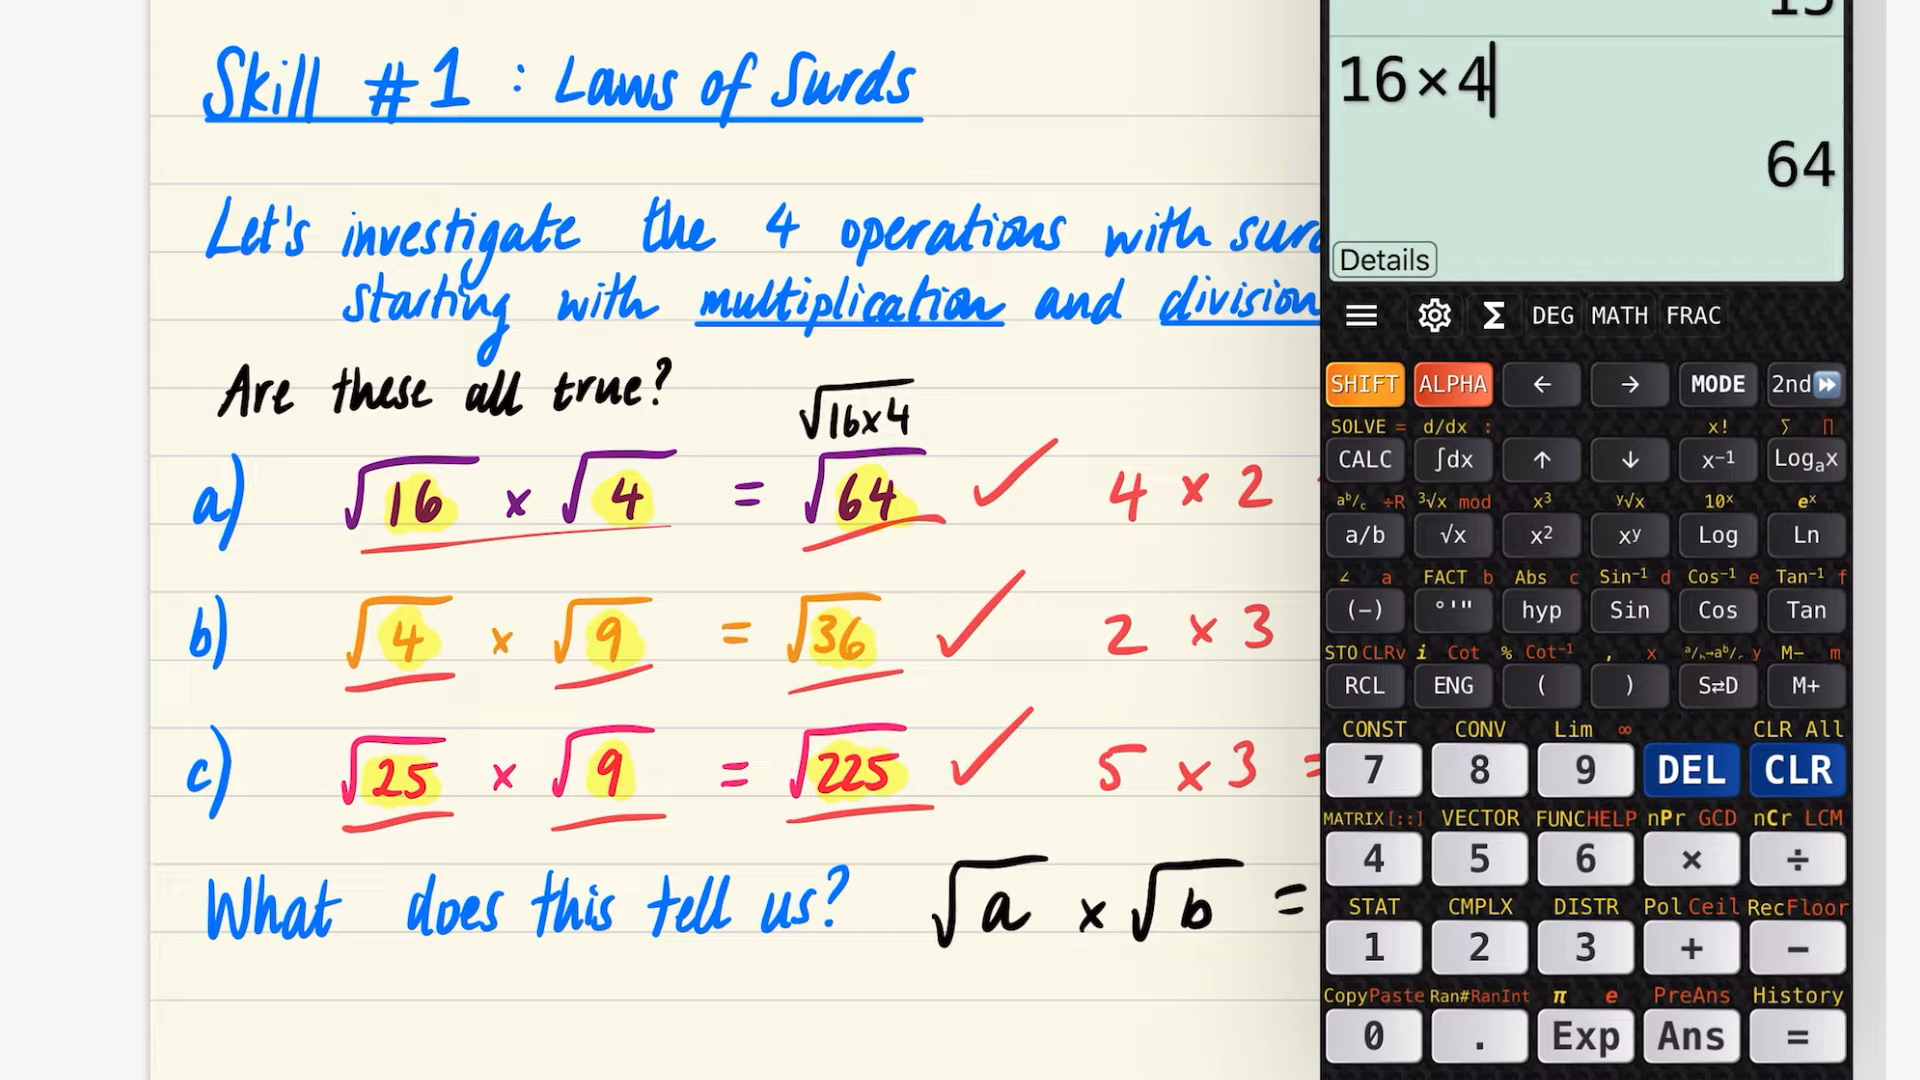 Skill #1 : Laws of Surds
Let's investigate the 4 operations with
starting with multiplication and division
Are these all true?
√16x4
a) √16 x √4 = √64 ✓ 4 x 2
b) √4 x √9 = √36 ✓ 2 x 3
c) √25 x √9 = √225 ✓ 5 x 3 =
What does this tell us? √a x √b =
15
16×4
64
Details
DEG MATH FRAC
SHIFT ALPHA ← → MODE 2nd
SOLVE = d/dx : x! ∑ ∏
CALC ∫dx ↑ ↓ x⁻¹ Logₐx
aᵇ/꜀ ÷R ³√x mod x³ ʸ√x 10ˣ eˣ
a/b √x x² xʸ Log Ln
∠ a FACT b Abs c Sin⁻¹ d Cos⁻¹ e Tan⁻¹ f
(−) °'" hyp Sin Cos Tan
STO CLRv i Cot % Cot⁻¹ , x y M− m
RCL ENG ( ) S⇄D M+
CONST CONV Lim ∞ CLR All
7 8 9 DEL CLR
MATRIX[::] VECTOR FUNC HELP nPr GCD nCr LCM
4 5 6 × ÷
STAT CMPLX DISTR Pol Ceil Rec Floor
1 2 3 + −
Copy Paste Ran# RanInt π e PreAns History
0 . Exp Ans =